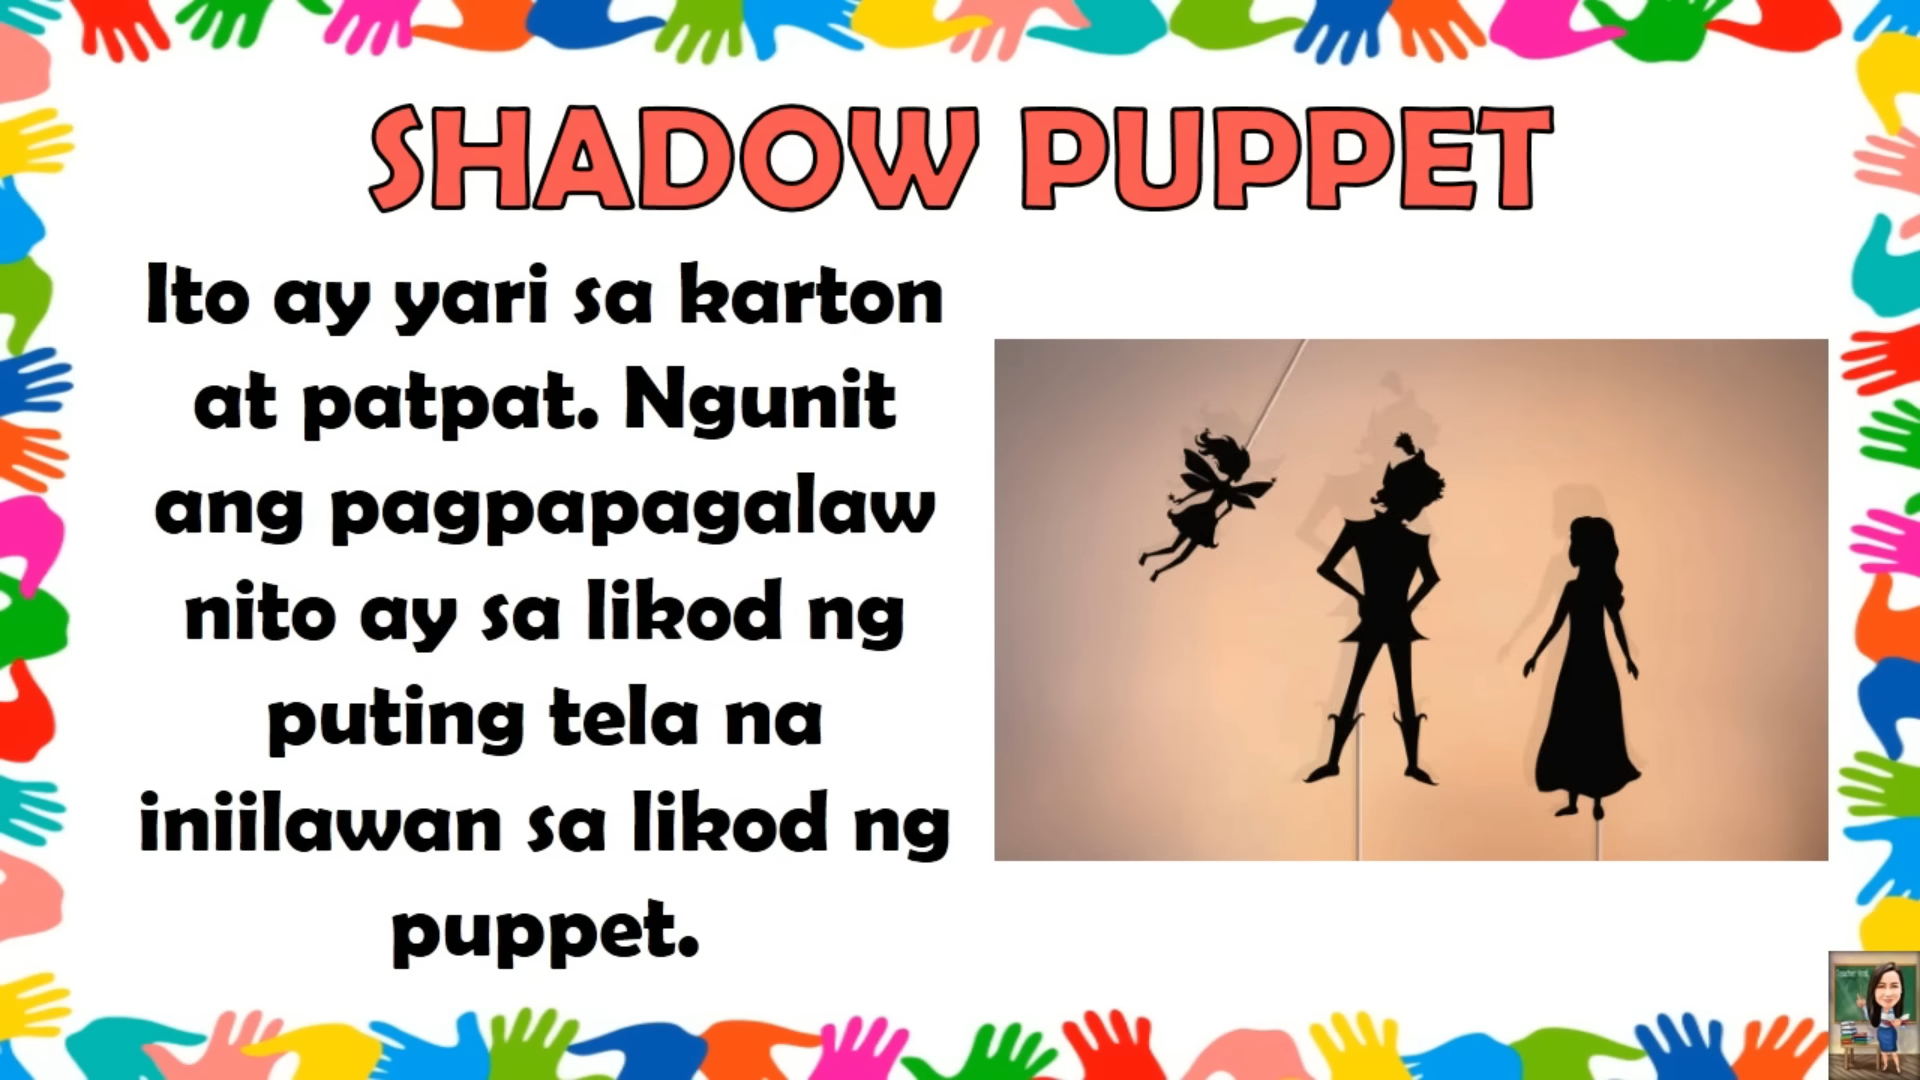 SHADOW PUPPET
Ito ay yari sa karton
at patpat. Ngunit
ang pagpapagalaw
nito ay sa likod ng
puting tela na
iniilawan sa likod ng
puppet.